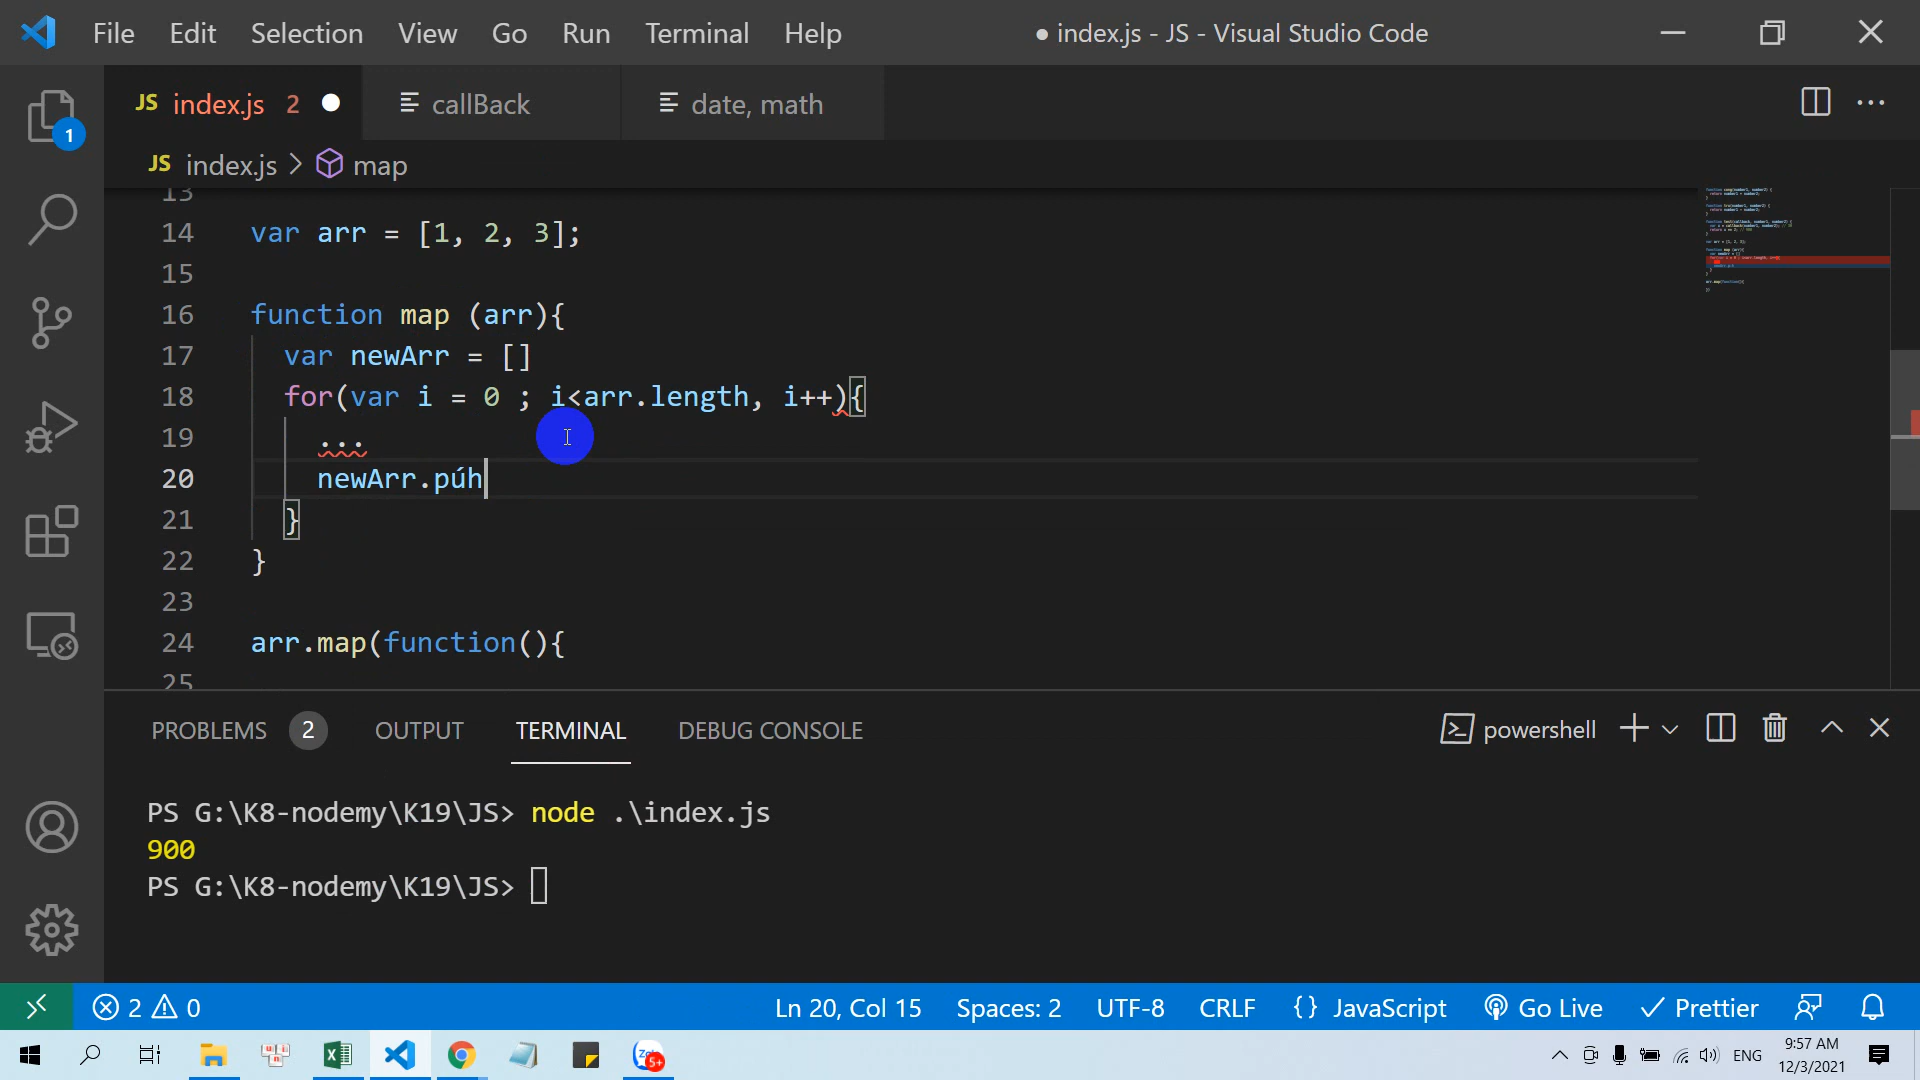 File Edit Selection View Go Run Terminal Help ● index.js - JS - Visual Studio Code
JS index.js 2 ● callBack date, math ...
1
JS index.js > map
13
14 var arr = [1, 2, 3];
15
16 function map (arr){
17 var newArr = []
18 for(var i = 0 ; i<arr.length, i++){
19 ...
20 newArr.púh
21 }
22 }
23
24 arr.map(function(){
25
PROBLEMS 2 OUTPUT TERMINAL DEBUG CONSOLE powershell
PS G:\K8-nodemy\K19\JS> node .\index.js
900
PS G:\K8-nodemy\K19\JS>
2 0 Ln 20, Col 15 Spaces: 2 UTF-8 CRLF {} JavaScript Go Live Prettier
5+ ENG 9:57 AM
12/3/2021